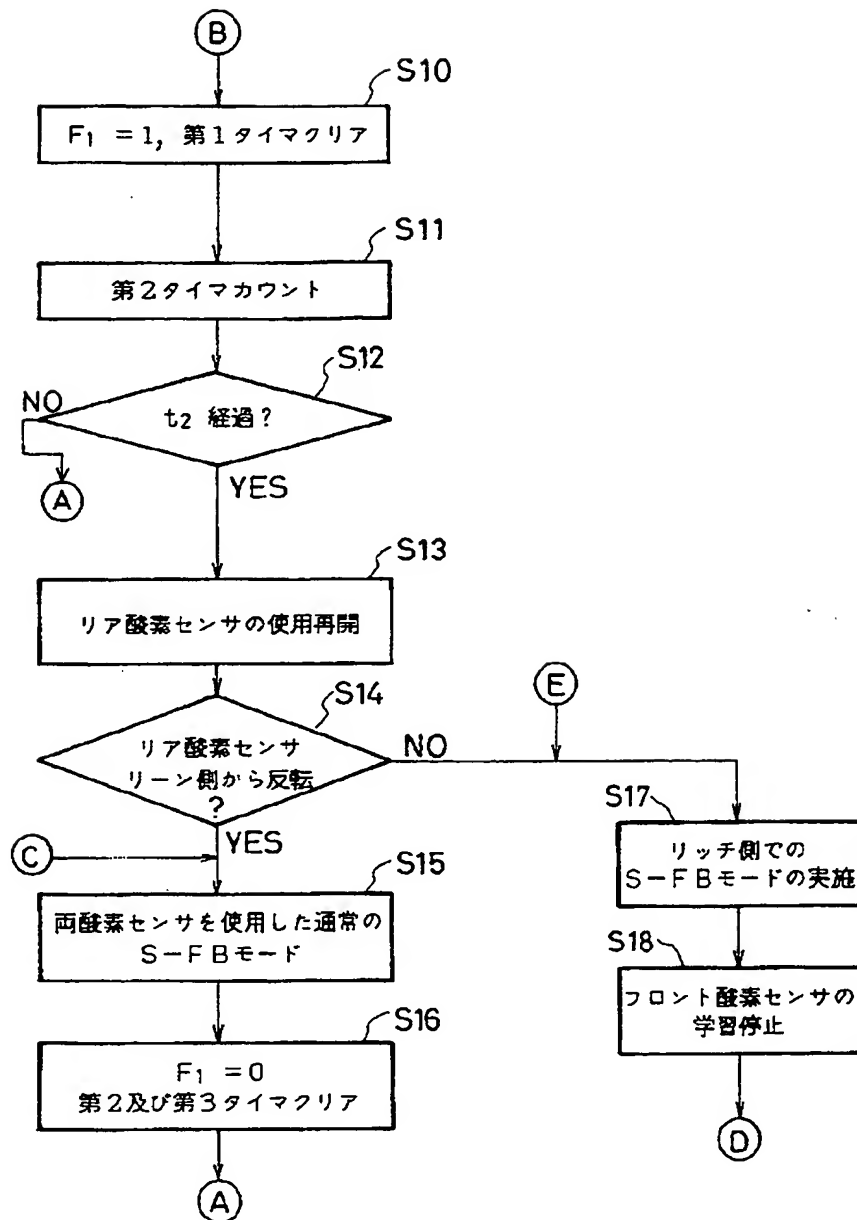 B
S10
F₁ =1, 第1タイマクリア
S11
第2タイマカウント
S12
NO
t₂ 経過?
A
YES
S13
リア酸素センサの使用再開
E
S14
リア酸素センサ
リーン側から反転
?
NO
YES
C
S17
リッチ側での
S-FBモードの実施
S15
両酸素センサを使用した通常の
S-FBモード
S18
フロント酸素センサの
学習停止
S16
F₁ =0
第2及び第3タイマクリア
D
A